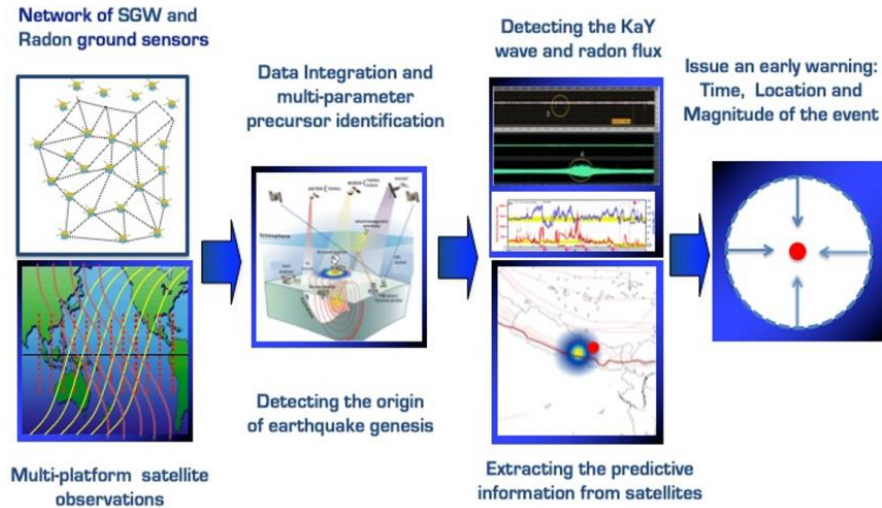 Network of SGW and
Radon ground sensors
Multi-platform satellite
observations
Data Integration and
multi-parameter
precursor identification
Detecting the origin
of earthquake genesis
Detecting the KaY
wave and radon flux
3
4
Extracting the predictive
information from satellites
Issue an early warning:
Time, Location and
Magnitude of the event